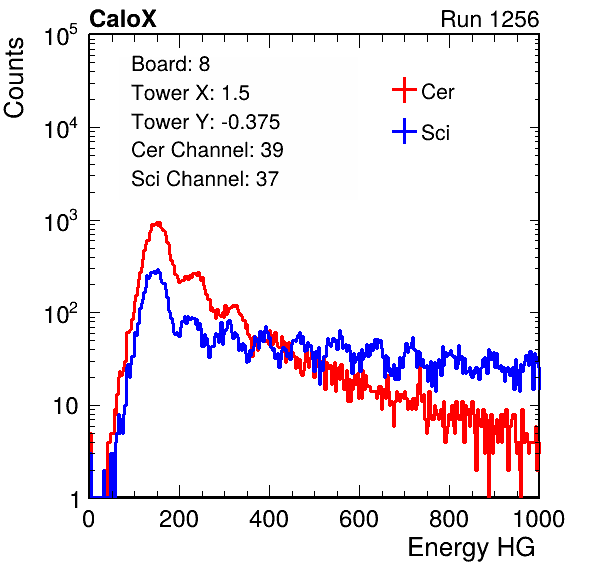 CaloX Run 1256
Counts
10^5
10^4
10^3
10^2
10
1
Board: 8
Tower X: 1.5
Tower Y: -0.375
Cer Channel: 39
Sci Channel: 37
Cer
Sci
0 200 400 600 800 1000
Energy HG